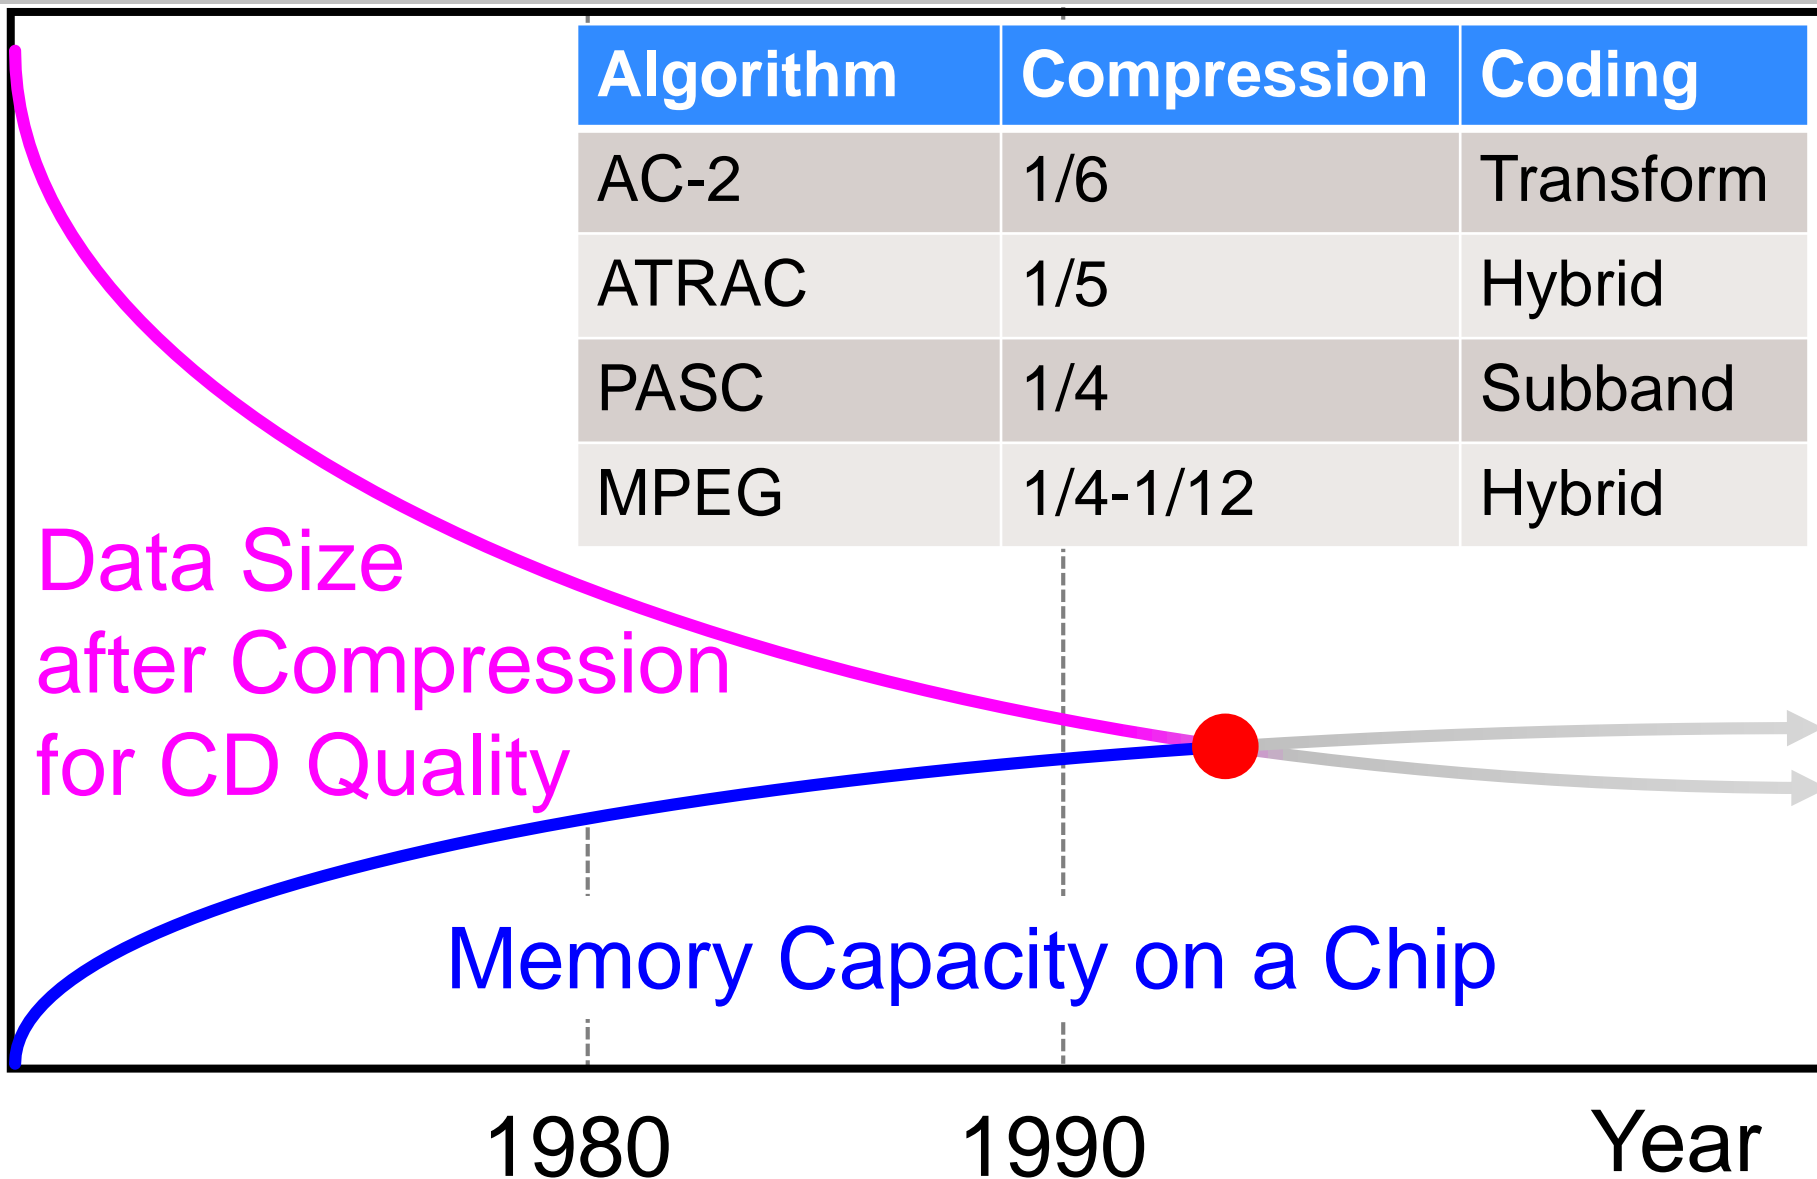 Algorithm Compression Coding
AC-2 1/6 Transform
ATRAC 1/5 Hybrid
PASC 1/4 Subband
MPEG 1/4-1/12 Hybrid
Data Size
after Compression
for CD Quality
Memory Capacity on a Chip
1980 1990 Year